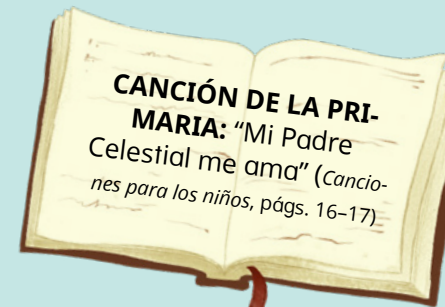 CANCIÓN DE LA PRI-
MARIA: “Mi Padre
Celestial me ama” (Cancio-
nes para los niños, págs. 16–17)